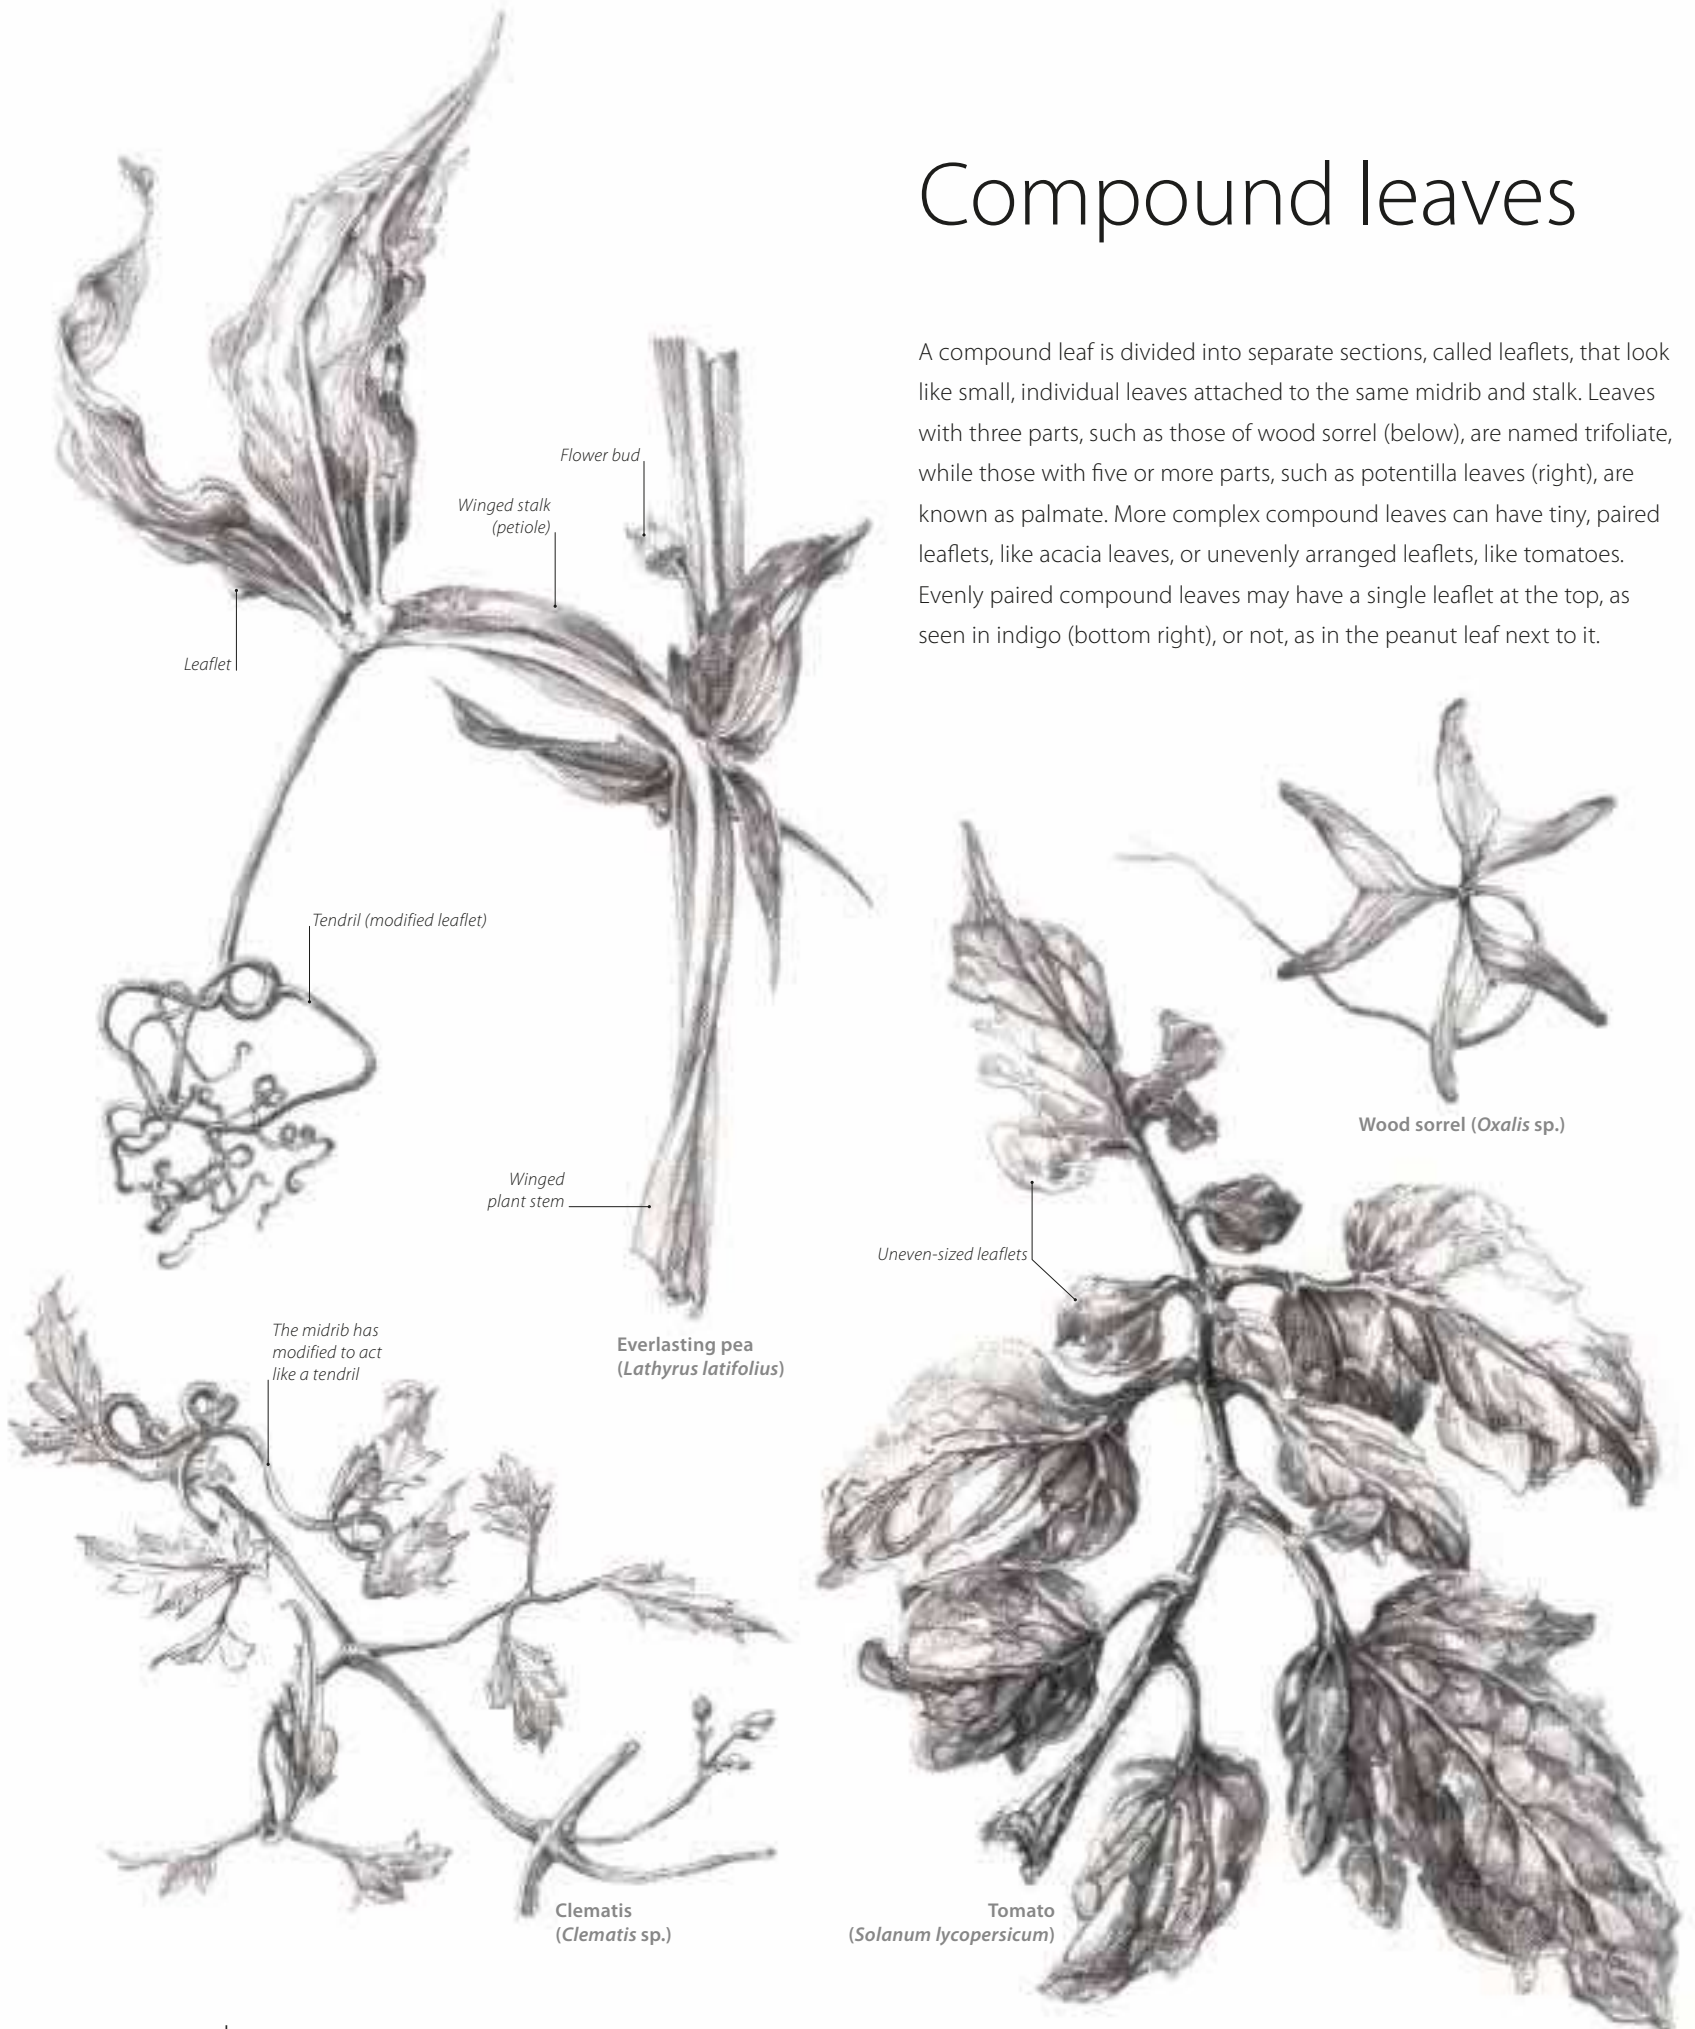 Compound leaves
A compound leaf is divided into separate sections, called leaflets, that look
like small, individual leaves attached to the same midrib and stalk. Leaves
with three parts, such as those of wood sorrel (below), are named trifoliate,
while those with five or more parts, such as potentilla leaves (right), are
known as palmate. More complex compound leaves can have tiny, paired
leaflets, like acacia leaves, or unevenly arranged leaflets, like tomatoes.
Evenly paired compound leaves may have a single leaflet at the top, as
seen in indigo (bottom right), or not, as in the peanut leaf next to it.
Flower bud
Winged stalk
(petiole)
Leaflet
Tendril (modified leaflet)
Winged
plant stem
Everlasting pea
(Lathyrus latifolius)
Wood sorrel (Oxalis sp.)
Uneven-sized leaflets
The midrib has
modified to act
like a tendril
Clematis
(Clematis sp.)
Tomato
(Solanum lycopersicum)